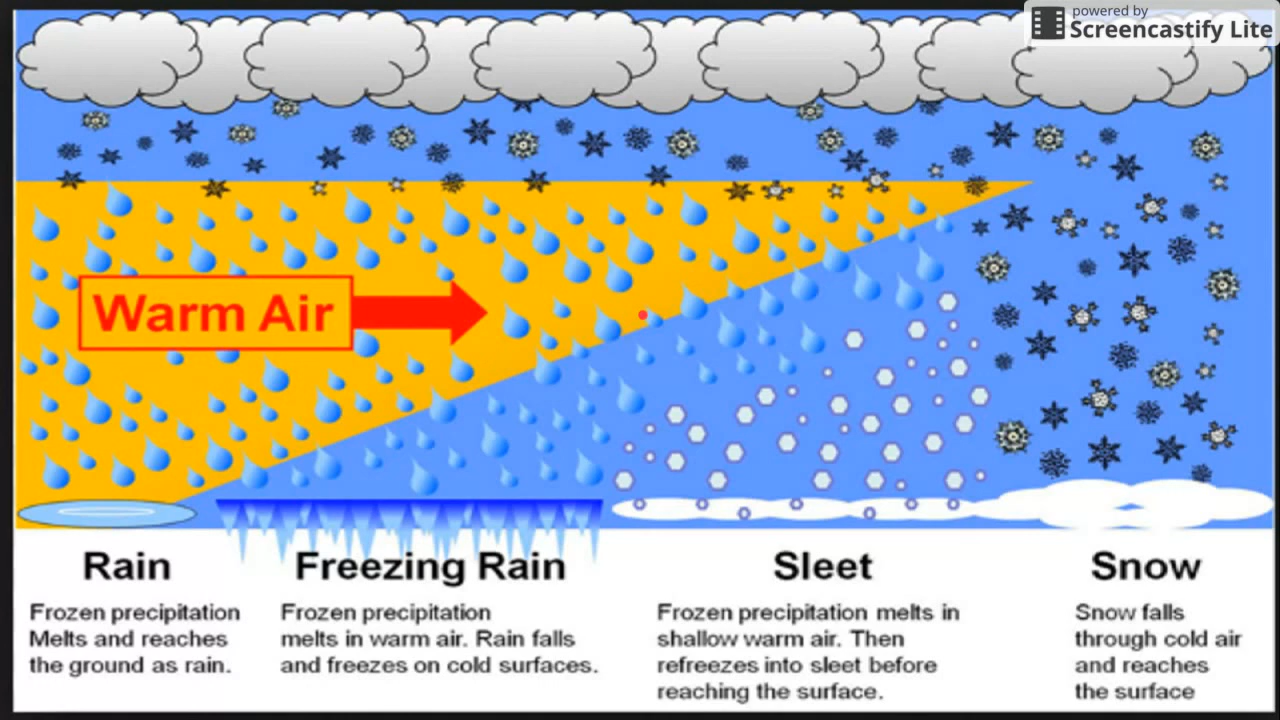 powered by
Screencastify Lite
Warm Air
Rain
Frozen precipitation
Melts and reaches
the ground as rain.
Freezing Rain
Frozen precipitation
melts in warm air. Rain falls
and freezes on cold surfaces.
Sleet
Frozen precipitation melts in
shallow warm air. Then
refreezes into sleet before
reaching the surface.
Snow
Snow falls
through cold air
and reaches
the surface